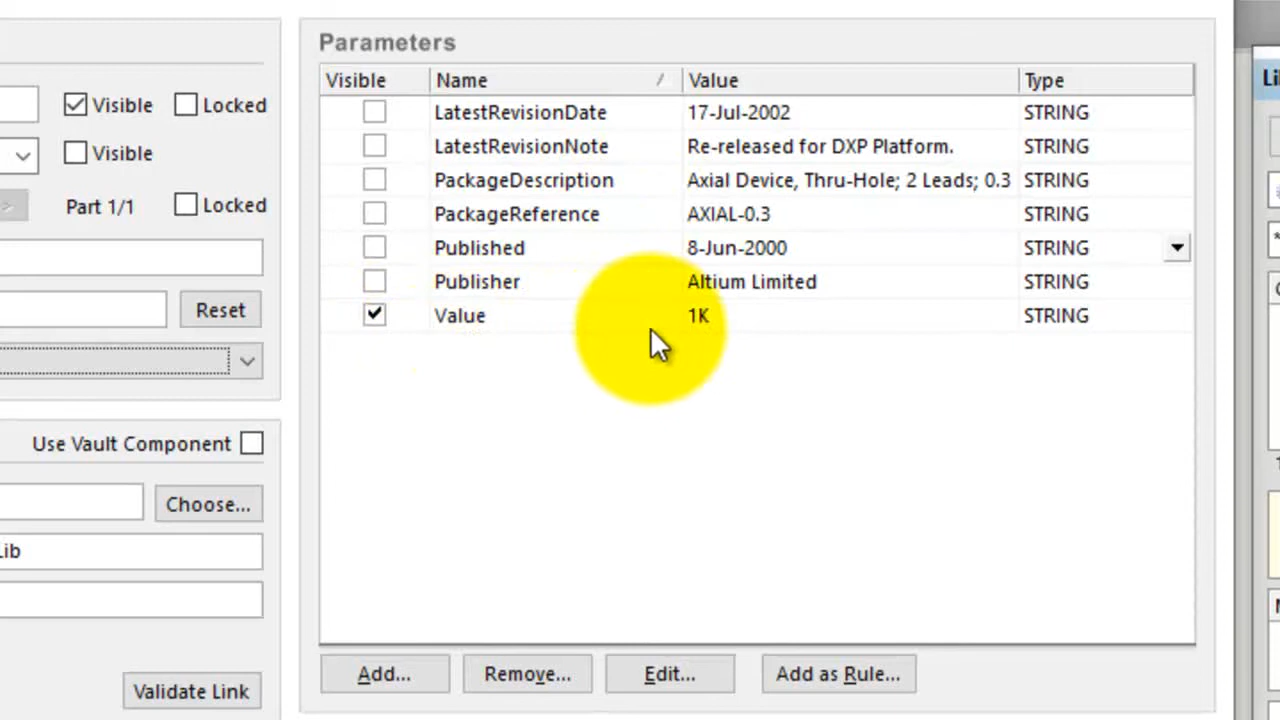 Parameters
Visible Name / Value Type
LatestRevisionDate 17-Jul-2002 STRING
LatestRevisionNote Re-released for DXP Platform. STRING
PackageDescription Axial Device, Thru-Hole; 2 Leads; 0.3 STRING
PackageReference AXIAL-0.3 STRING
Published 8-Jun-2000 STRING
Publisher Altium Limited STRING
Value 1K STRING
Add... Remove... Edit... Add as Rule...
Visible Locked
Visible
> Part 1/1 Locked
Reset
Use Vault Component
Choose...
Lib
Validate Link
Li
*